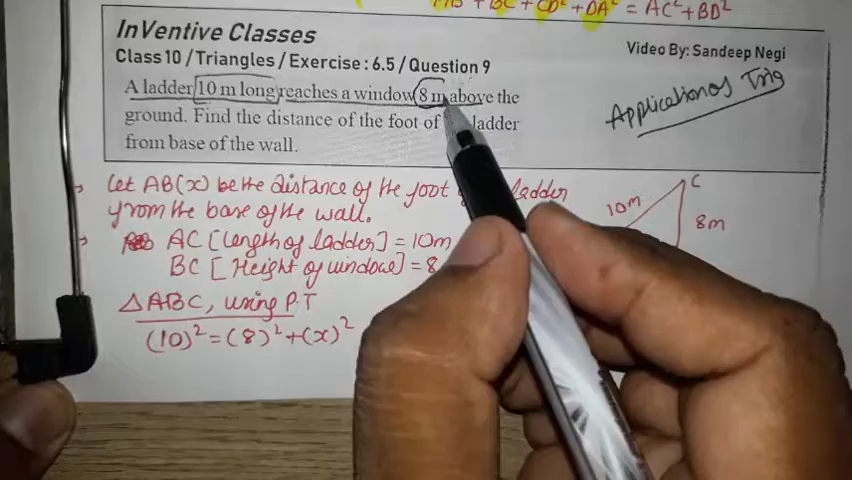 AB² + BC² + CD² + DA² = AC² + BD²
InVentive Classes
Video By: Sandeep Negi
Class 10 / Triangles / Exercise : 6.5 / Question 9
A ladder 10 m long reaches a window 8 m above the
ground. Find the distance of the foot of ladder
from base of the wall.
Application of Trig
Let AB(x) be the distance of the foot ladder
from the base of the wall.
AC [Length of ladder] = 10m
BC [Height of window] = 8
△ABC, using P.T
(10)² = (8)² + (x)²
C
10m
8m